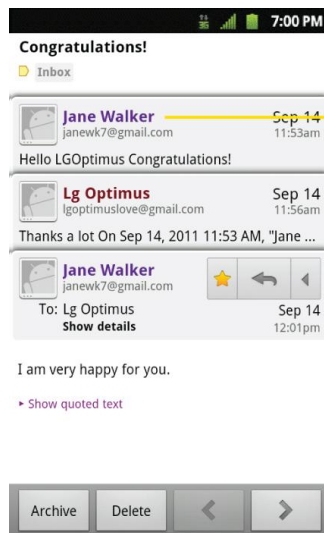 7:00 PM
Congratulations!
Inbox
Jane Walker Sep 14
janewk7@gmail.com 11:53am
Hello LGOptimus Congratulations!
Lg Optimus Sep 14
lgoptimuslove@gmail.com 11:56am
Thanks a lot On Sep 14, 2011 11:53 AM, "Jane ...
Jane Walker
janewk7@gmail.com
To: Lg Optimus Sep 14
Show details 12:01pm
I am very happy for you.
Show quoted text
Archive Delete